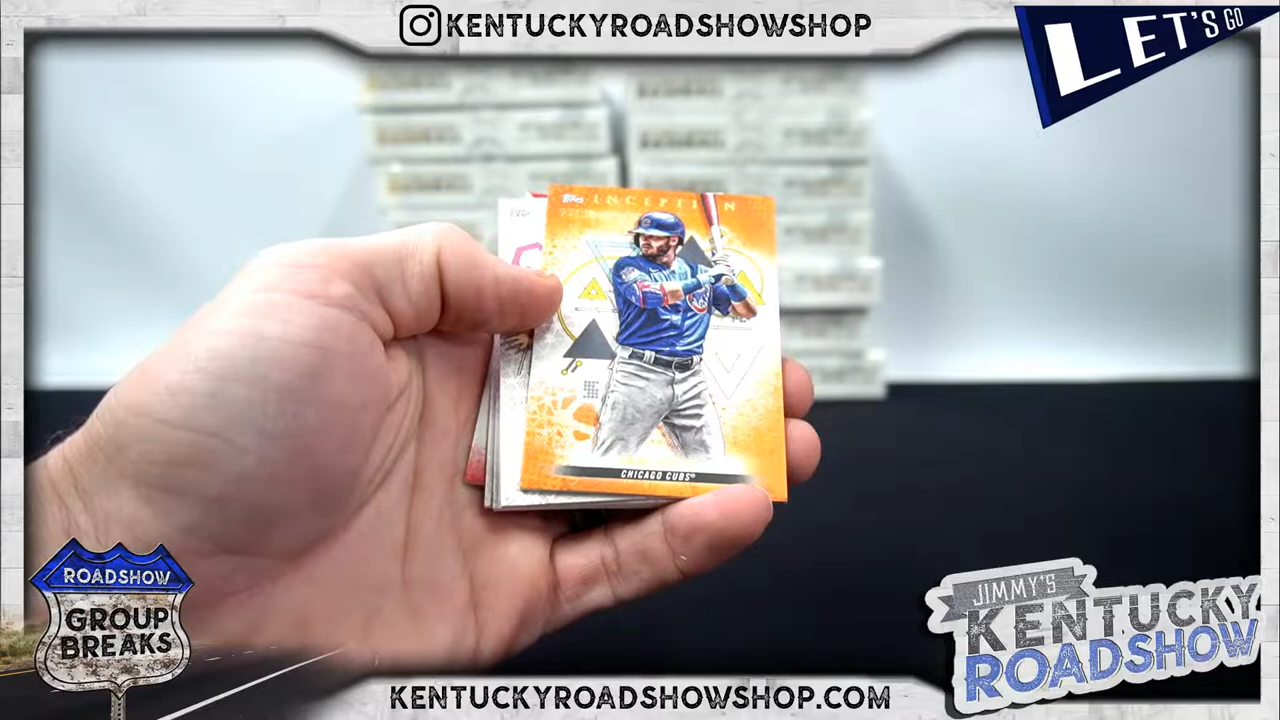 KENTUCKYROADSHOWSHOP
LET'S GO
Topps INCEPTION
CHICAGO CUBS
ROADSHOW
GROUP
BREAKS
JIMMY'S
KENTUCKY
ROADSHOW
KENTUCKYROADSHOWSHOP.COM